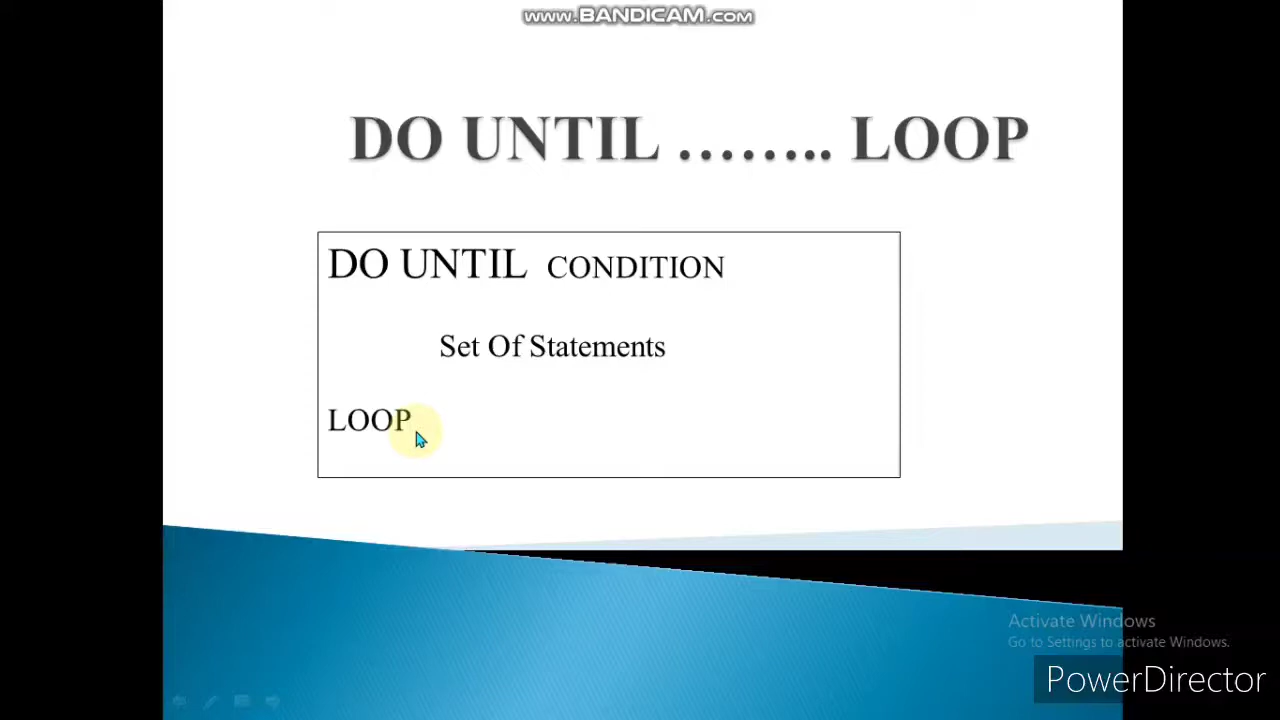 www.BANDICAM.com
DO UNTIL …….. LOOP
DO UNTIL CONDITION
Set Of Statements
LOOP
Activate Windows
Go to Settings to activate Windows.
PowerDirector